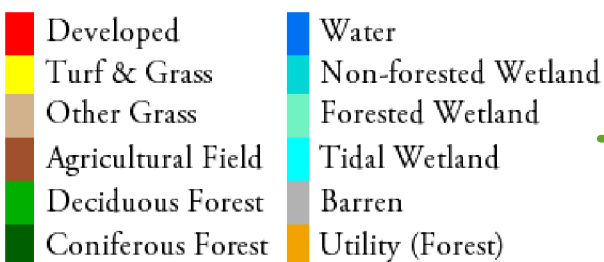 Developed
Turf & Grass
Other Grass
Agricultural Field
Deciduous Forest
Coniferous Forest
Water
Non-forested Wetland
Forested Wetland
Tidal Wetland
Barren
Utility (Forest)